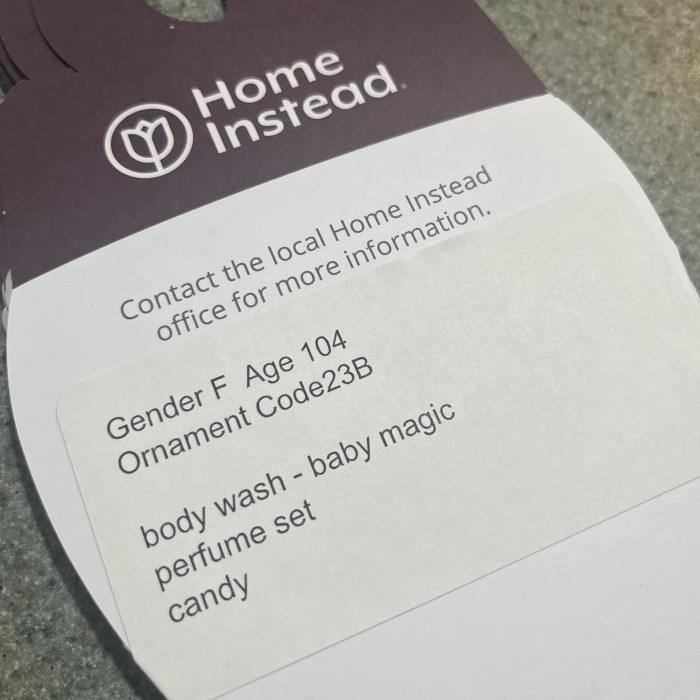 Home
Instead
Contact the local Home Instead
office for more information.
Gender F Age 104
Ornament Code23B
body wash - baby magic
perfume set
candy